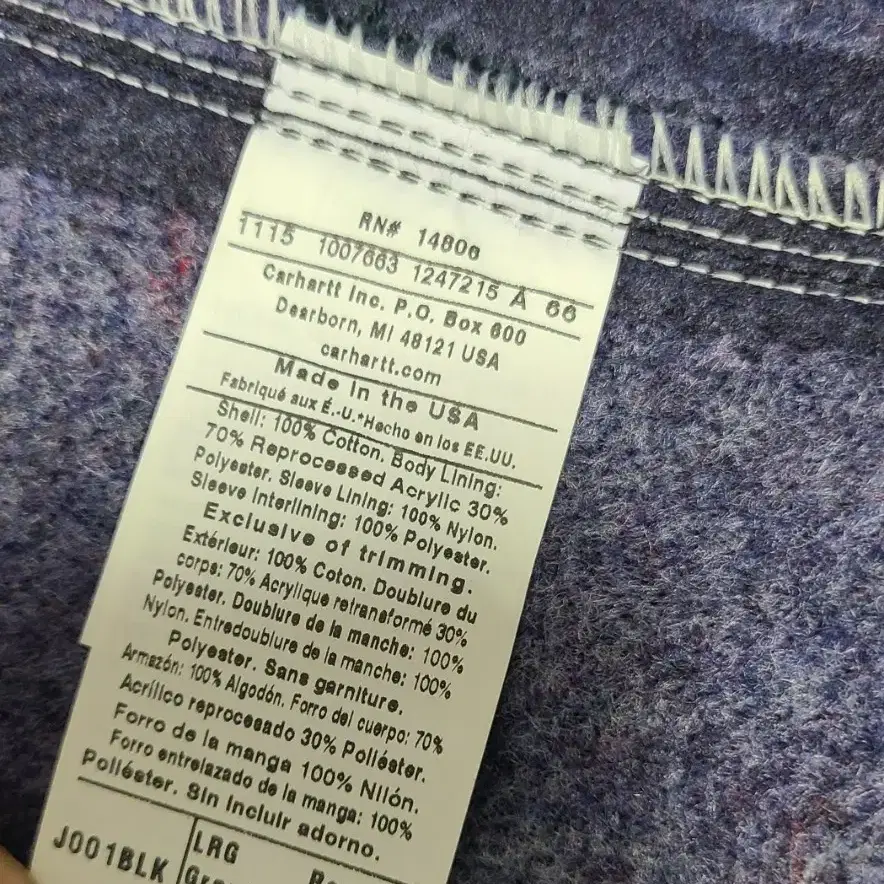 RN# 14806
1115 1007663 1247215 A 66
Carhartt Inc. P.O. Box 600
Dearborn, MI 48121 USA
carhartt.com
Made in the USA
Fabriqué aux É.-U.*Hecho en los EE.UU.
Shell: 100% Cotton. Body Lining:
70% Reprocessed Acrylic 30%
Polyester. Sleeve Lining: 100% Nylon.
Sleeve Interlining: 100% Polyester.
Exclusive of trimming.
Extérieur: 100% Coton. Doublure du
corps: 70% Acrylique retransformé 30%
Polyester. Doublure de la manche: 100%
Nylon. Entredoublure de la manche: 100%
Polyester. Sans garniture.
Armazón: 100% Algodón. Forro del cuerpo: 70%
Acrílico reprocesado 30% Poliéster.
Forro de la manga 100% Nilón.
Forro entrelazado de la manga: 100%
Poliéster. Sin incluir adorno.
J001BLK LRG